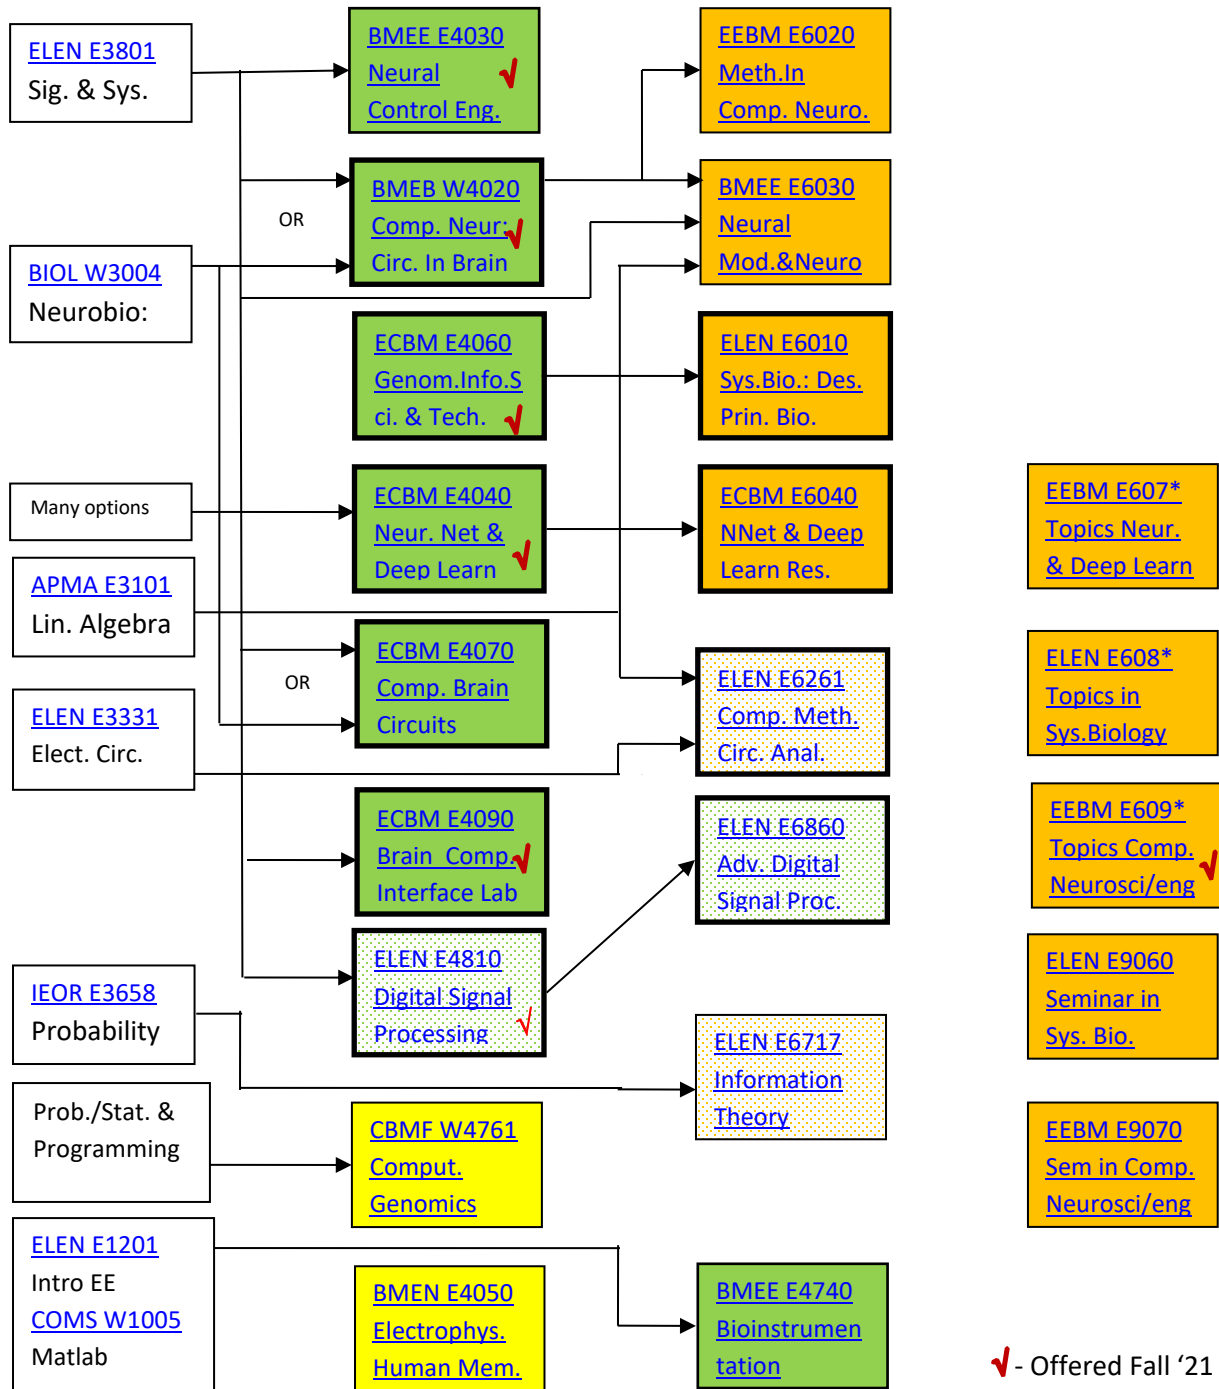 ELEN E3801
Sig. & Sys.
BMEE E4030
Neural
Control Eng.
√
EEBM E6020
Meth.In
Comp. Neuro.
OR
BMEB W4020
Comp. Neur:
Circ. In Brain
√
BMEE E6030
Neural
Mod.&Neuro
BIOL W3004
Neurobio:
ECBM E4060
Genom.Info.S
ci. & Tech.
√
ELEN E6010
Sys.Bio.: Des.
Prin. Bio.
Many options
ECBM E4040
Neur. Net &
Deep Learn
√
ECBM E6040
NNet & Deep
Learn Res.
EEBM E607*
Topics Neur.
& Deep Learn
APMA E3101
Lin. Algebra
OR
ECBM E4070
Comp. Brain
Circuits
ELEN E6261
Comp. Meth.
Circ. Anal.
ELEN E608*
Topics in
Sys.Biology
ELEN E3331
Elect. Circ.
ECBM E4090
Brain Comp.
Interface Lab
√
ELEN E6860
Adv. Digital
Signal Proc.
EEBM E609*
Topics Comp.
Neurosci/eng
√
ELEN E4810
Digital Signal
Processing
√
ELEN E9060
Seminar in
Sys. Bio.
IEOR E3658
Probability
ELEN E6717
Information
Theory
Prob./Stat. &
Programming
CBMF W4761
Comput.
Genomics
EEBM E9070
Sem in Comp.
Neurosci/eng
ELEN E1201
Intro EE
COMS W1005
Matlab
BMEN E4050
Electrophys.
Human Mem.
BMEE E4740
Bioinstrumen
tation
√ - Offered Fall ‘21